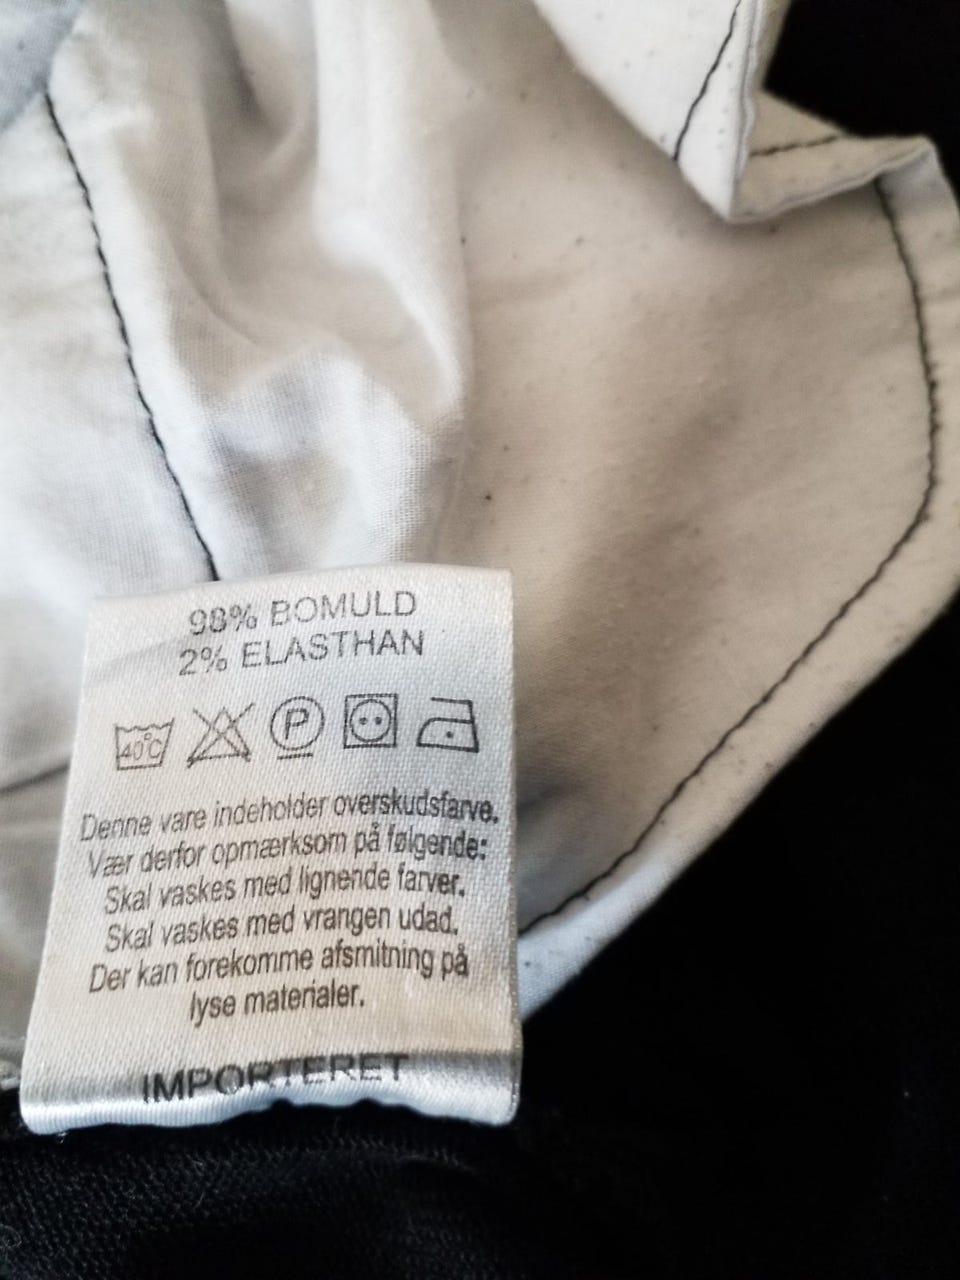 98% BOMULD
2% ELASTHAN
40°C P
Denne vare indeholder overskudsfarve.
Vær derfor opmærksom på følgende:
Skal vaskes med lignende farver.
Skal vaskes med vrangen udad.
Der kan forekomme afsmitning på
lyse materialer.
IMPORTERET